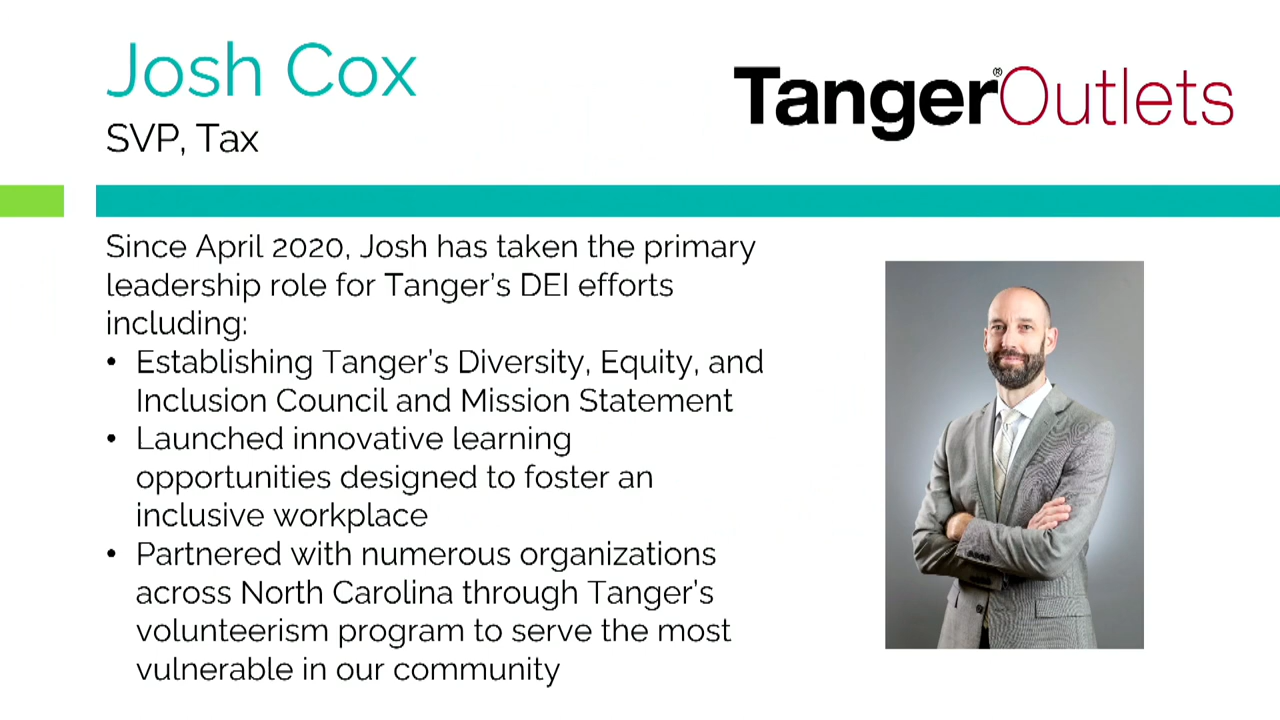 Josh Cox
SVP, Tax
Tanger®Outlets
Since April 2020, Josh has taken the primary
leadership role for Tanger's DEI efforts
including:
• Establishing Tanger's Diversity, Equity, and
Inclusion Council and Mission Statement
• Launched innovative learning
opportunities designed to foster an
inclusive workplace
• Partnered with numerous organizations
across North Carolina through Tanger's
volunteerism program to serve the most
vulnerable in our community